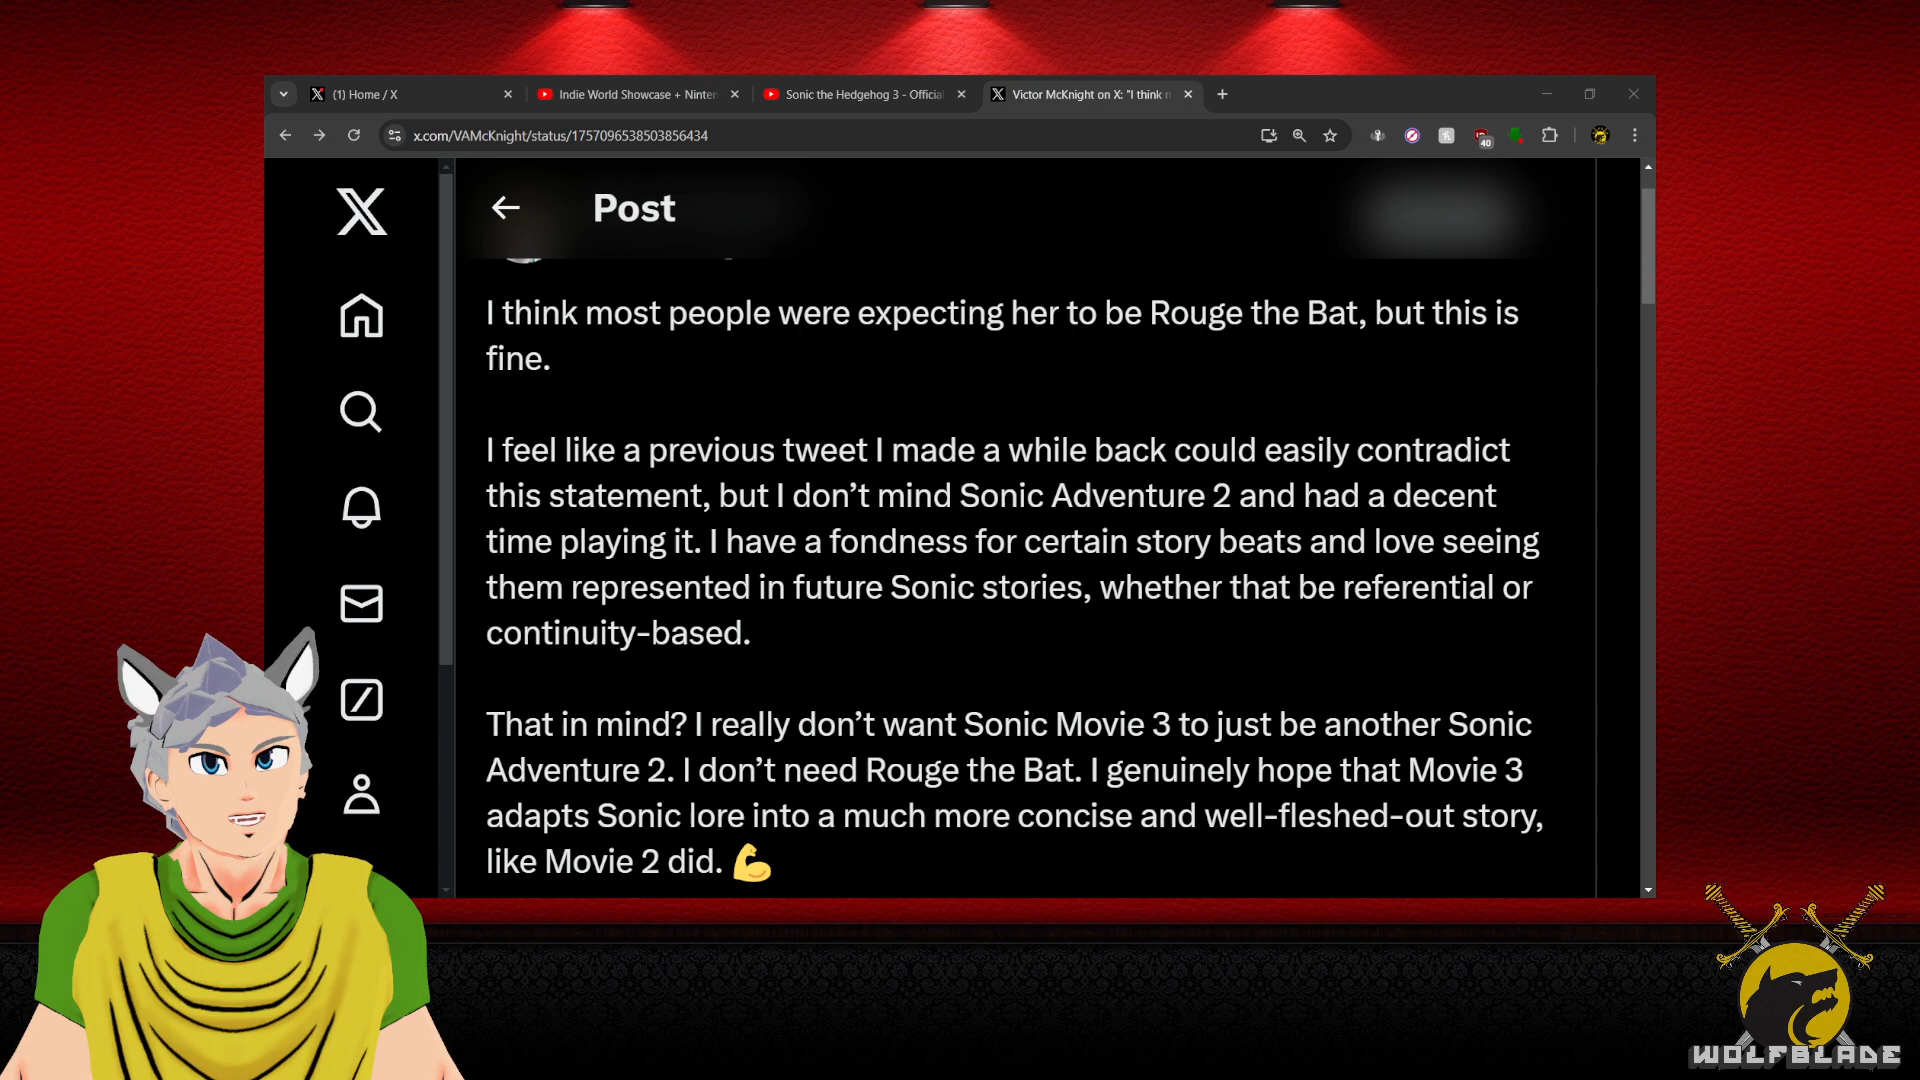 (1) Home / X
Indie World Showcase + Ninten
Sonic the Hedgehog 3 - Official
Victor McKnight on X: "I think n
x.com/VAMcKnight/status/1757096538503856434
40
Post
I think most people were expecting her to be Rouge the Bat, but this is
fine.
I feel like a previous tweet I made a while back could easily contradict
this statement, but I don’t mind Sonic Adventure 2 and had a decent
time playing it. I have a fondness for certain story beats and love seeing
them represented in future Sonic stories, whether that be referential or
continuity-based.
That in mind? I really don’t want Sonic Movie 3 to just be another Sonic
Adventure 2. I don’t need Rouge the Bat. I genuinely hope that Movie 3
adapts Sonic lore into a much more concise and well-fleshed-out story,
like Movie 2 did. 💪
WOLFBLADE